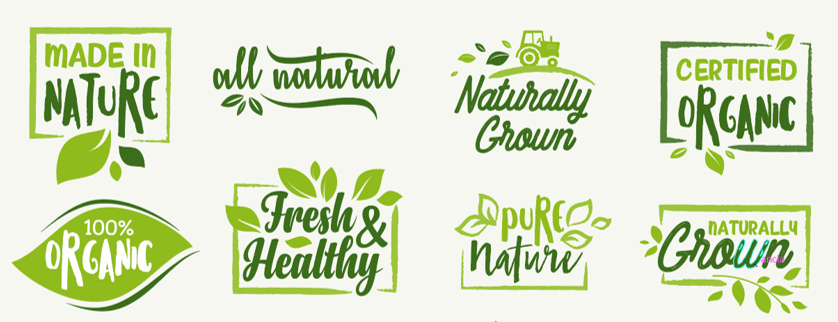 MADE IN
NATURE
all natural
Naturally
Grown
CERTIFIED
ORGANIC
100%
ORGANIC
Fresh &
Healthy
puRE
Nature
NATURALLY
Grown